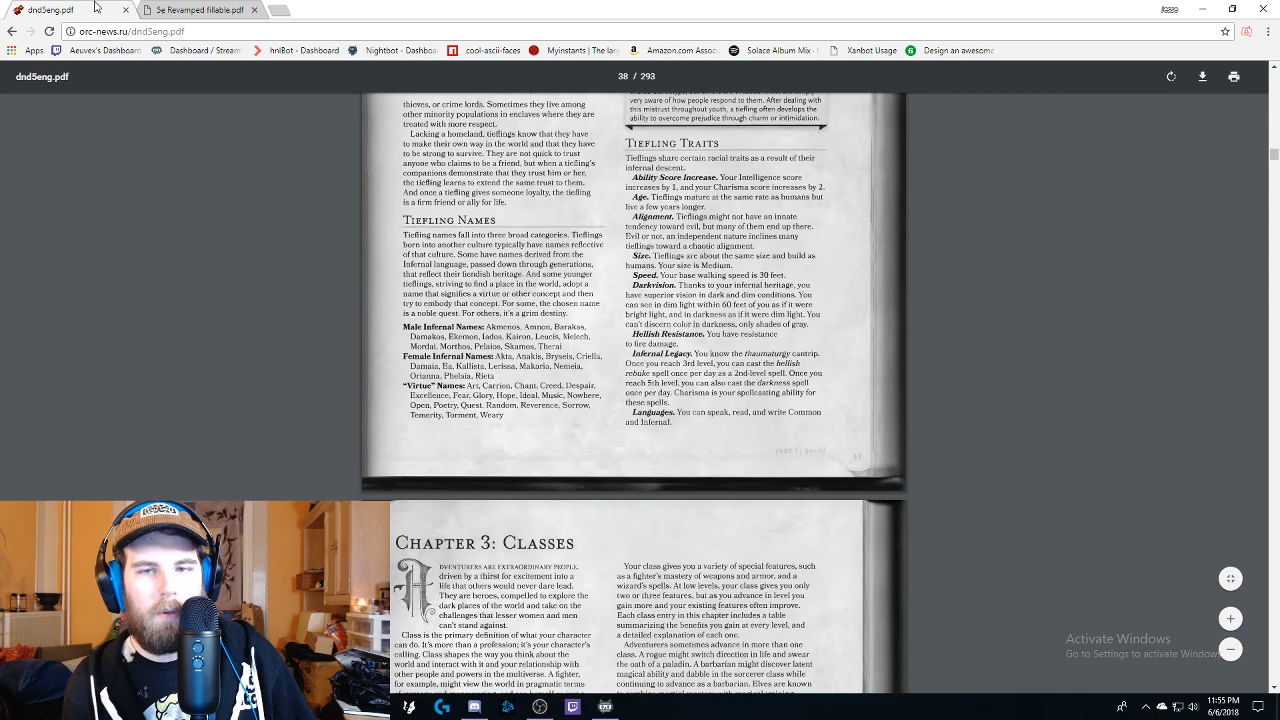 dnd5eng.pdf
5e Revamped fillable.pdf
orc-news.ru/dnd5eng.pdf
Apps
Aeuvex's Dashboard
Dashboard / Stream
hniBot - Dashboard
Nightbot - Dashboard
cool-ascii-faces
Myinstants | The larg
Amazon.com Assoc
Solace Album Mix -
Xanbot Usage
Design an awesome
dnd5eng.pdf
38 / 293
thieves, or crime lords. Sometimes they live among
other minority populations in enclaves where they are
treated with more respect.
Lacking a homeland, tieflings know that they have
to make their own way in the world and that they have
to be strong to survive. They are not quick to trust
anyone who claims to be a friend, but when a tiefling's
companions demonstrate that they trust him or her,
the tiefling learns to extend the same trust to them.
And once a tiefling gives someone loyalty, the tiefling
is a firm friend or ally for life.
TIEFLING NAMES
Tiefling names fall into three broad categories. Tieflings
born into another culture typically have names reflective
of that culture. Some have names derived from the
Infernal language, passed down through generations,
that reflect their fiendish heritage. And some younger
tieflings, striving to find a place in the world, adopt a
name that signifies a virtue or other concept and then
try to embody that concept. For some, the chosen name
is a noble quest. For others, it's a grim destiny.
Male Infernal Names: Akmenos, Amnon, Barakas,
Damakos, Ekemon, Iados, Kairon, Leucis, Melech,
Mordai, Morthos, Pelaios, Skamos, Therai
Female Infernal Names: Akta, Anakis, Bryseis, Criella,
Damaia, Ea, Kallista, Lerissa, Makaria, Nemeia,
Orianna, Phelaia, Rieta
"Virtue" Names: Art, Carrion, Chant, Creed, Despair,
Excellence, Fear, Glory, Hope, Ideal, Music, Nowhere,
Open, Poetry, Quest, Random, Reverence, Sorrow,
Temerity, Torment, Weary
very aware of how people respond to them. After dealing with
this mistrust throughout youth, a tiefling often develops the
ability to overcome prejudice through charm or intimidation.
TIEFLING TRAITS
Tieflings share certain racial traits as a result of their
infernal descent.
Ability Score Increase. Your Intelligence score
increases by 1, and your Charisma score increases by 2.
Age. Tieflings mature at the same rate as humans but
live a few years longer.
Alignment. Tieflings might not have an innate
tendency toward evil, but many of them end up there.
Evil or not, an independent nature inclines many
tieflings toward a chaotic alignment.
Size. Tieflings are about the same size and build as
humans. Your size is Medium.
Speed. Your base walking speed is 30 feet.
Darkvision. Thanks to your infernal heritage, you
have superior vision in dark and dim conditions. You
can see in dim light within 60 feet of you as if it were
bright light, and in darkness as if it were dim light. You
can't discern color in darkness, only shades of gray.
Hellish Resistance. You have resistance
to fire damage.
Infernal Legacy. You know the thaumaturgy cantrip.
Once you reach 3rd level, you can cast the hellish
rebuke spell once per day as a 2nd-level spell. Once you
reach 5th level, you can also cast the darkness spell
once per day. Charisma is your spellcasting ability for
these spells.
Languages. You can speak, read, and write Common
and Infernal.
CHAPTER 3: CLASSES
ADVENTURERS ARE EXTRAORDINARY PEOPLE,
driven by a thirst for excitement into a
life that others would never dare lead.
They are heroes, compelled to explore the
dark places of the world and take on the
challenges that lesser women and men
can't stand against.
Class is the primary definition of what your character
can do. It's more than a profession; it's your character's
calling. Class shapes the way you think about the
world and interact with it and your relationship with
other people and powers in the multiverse. A fighter,
for example, might view the world in pragmatic terms
Your class gives you a variety of special features, such
as a fighter's mastery of weapons and armor, and a
wizard's spells. At low levels, your class gives you only
two or three features, but as you advance in level you
gain more and your existing features often improve.
Each class entry in this chapter includes a table
summarizing the benefits you gain at every level, and
a detailed explanation of each one.
Adventurers sometimes advance in more than one
class. A rogue might switch direction in life and swear
the oath of a paladin. A barbarian might discover latent
magical ability and dabble in the sorcerer class while
continuing to advance as a barbarian. Elves are known
Activate Windows
Go to Settings to activate Windows.
11:55 PM
6/6/2018